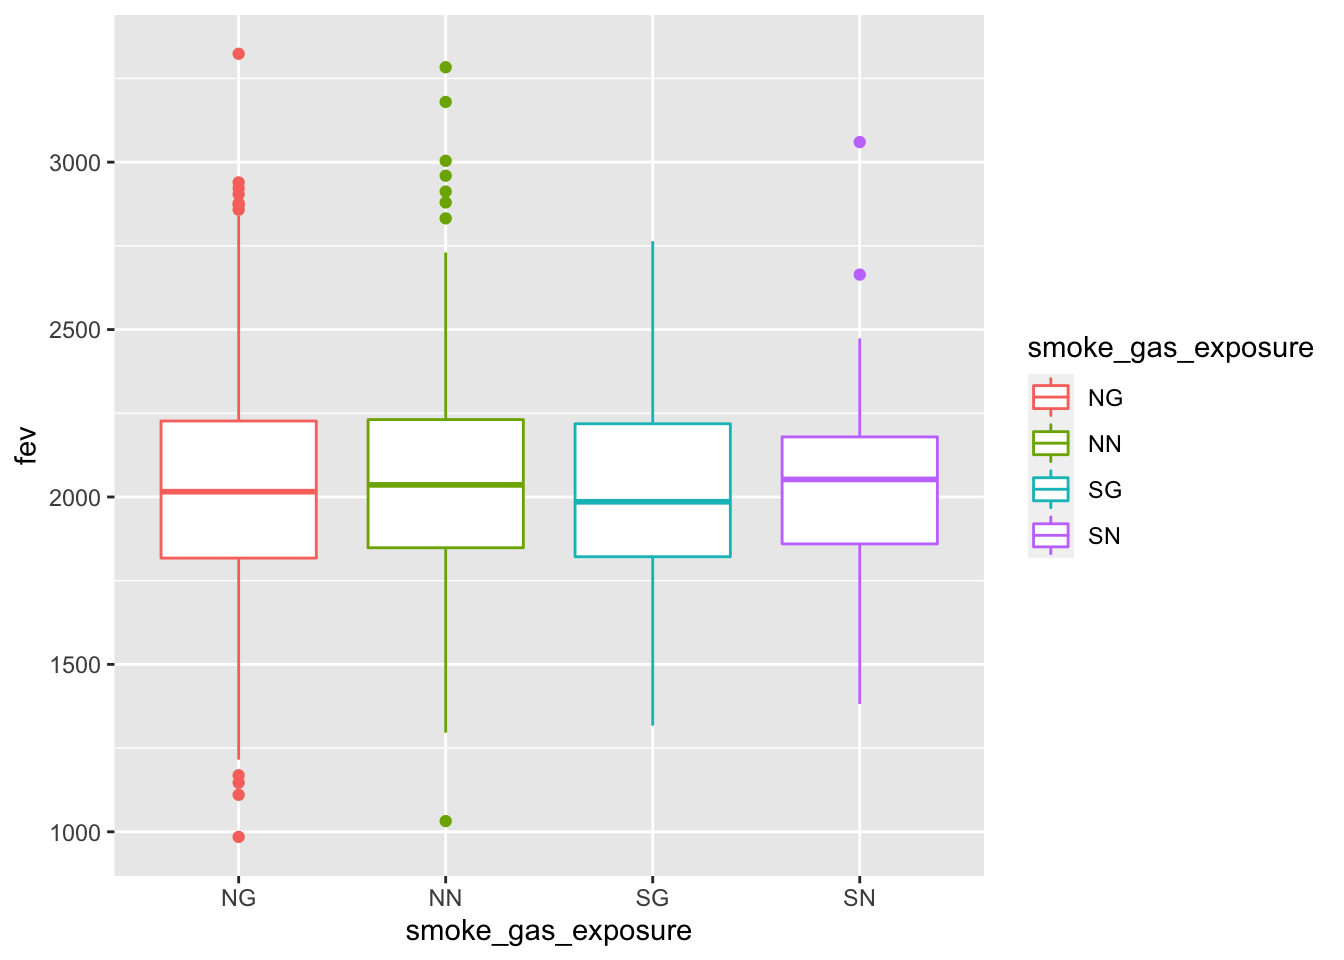 fev
3000
2500
2000
1500
1000
NG NN SG SN
smoke_gas_exposure
smoke_gas_exposure
NG
NN
SG
SN